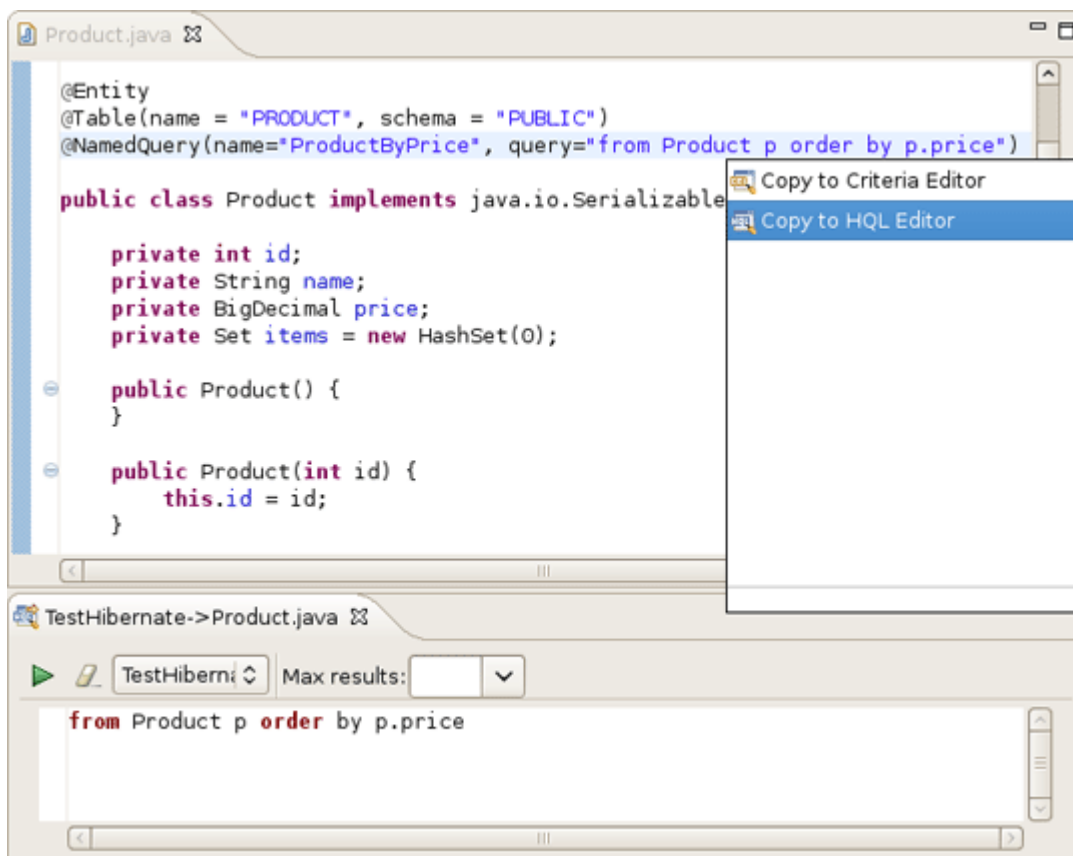 Product.java
@Entity
@Table(name = "PRODUCT", schema = "PUBLIC")
@NamedQuery(name="ProductByPrice", query="from Product p order by p.price")
Copy to Criteria Editor
public class Product implements java.io.Serializable
Copy to HQL Editor
private int id;
private String name;
private BigDecimal price;
private Set items = new HashSet(0);
public Product() {
}
public Product(int id) {
this.id = id;
}
TestHibernate->Product.java
TestHiberna Max results:
from Product p order by p.price